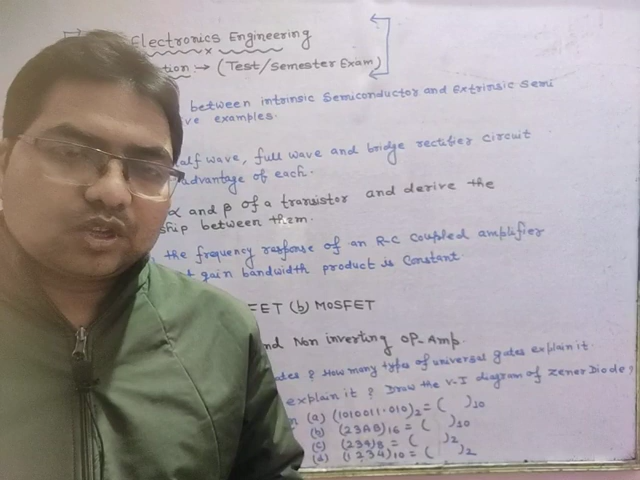 Electronics Engineering
tion → (Test/Semester Exam)
between intrinsic Semiconductor and Extrinsic Semi
ve examples.
alf wave, full wave and bridge rectifier circuit
advantage of each.
α and β of a transistor and derive the
ship between them.
the frequency response of an R-C Coupled amplifier
t gain bandwidth product is Constant
FET (b) MOSFET
nd Non inverting OP-Amp.
ates ? How many types of universal gates explain it
explain it ? Draw the V-I diagram of zener Diode ?
(a) (1010011.010)2 = ( )10
(b) (23AB)16 = ( )10
(c) (234)8 = ( )2
(d) (1234)10 = ( )2